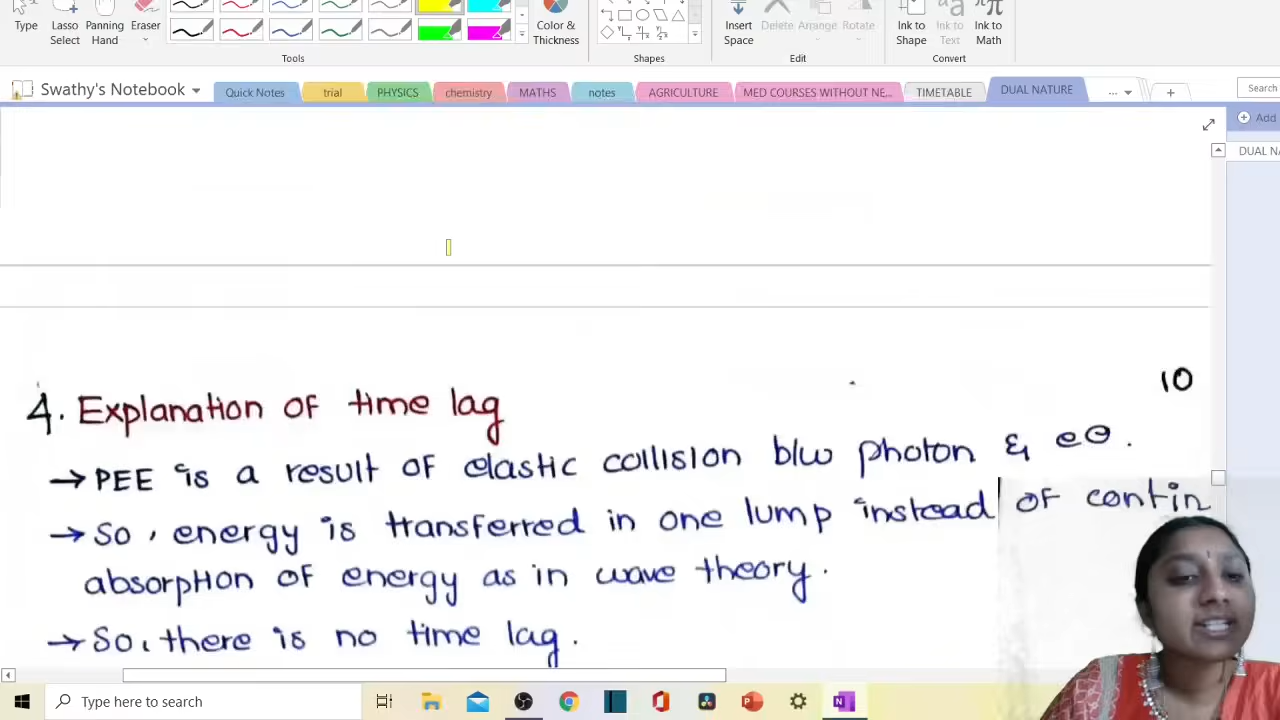 Type
Lasso Select
Panning Hand
Eraser
Color & Thickness
Insert Space
Delete
Arrange
Rotate
Ink to Shape
Ink to Text
Ink to Math
Tools
Shapes
Edit
Convert
Swathy's Notebook
Quick Notes
trial
PHYSICS
chemistry
MATHS
notes
AGRICULTURE
MED COURSES WITHOUT NE...
TIMETABLE
DUAL NATURE
...
Search
Add
DUAL NA
10
4. Explanation of time lag
→ PEE is a result of elastic collision b/w photon & e⊖.
→ So, energy is transferred in one lump instead of contin
absorption of energy as in wave theory.
→ So, there is no time lag.
Type here to search